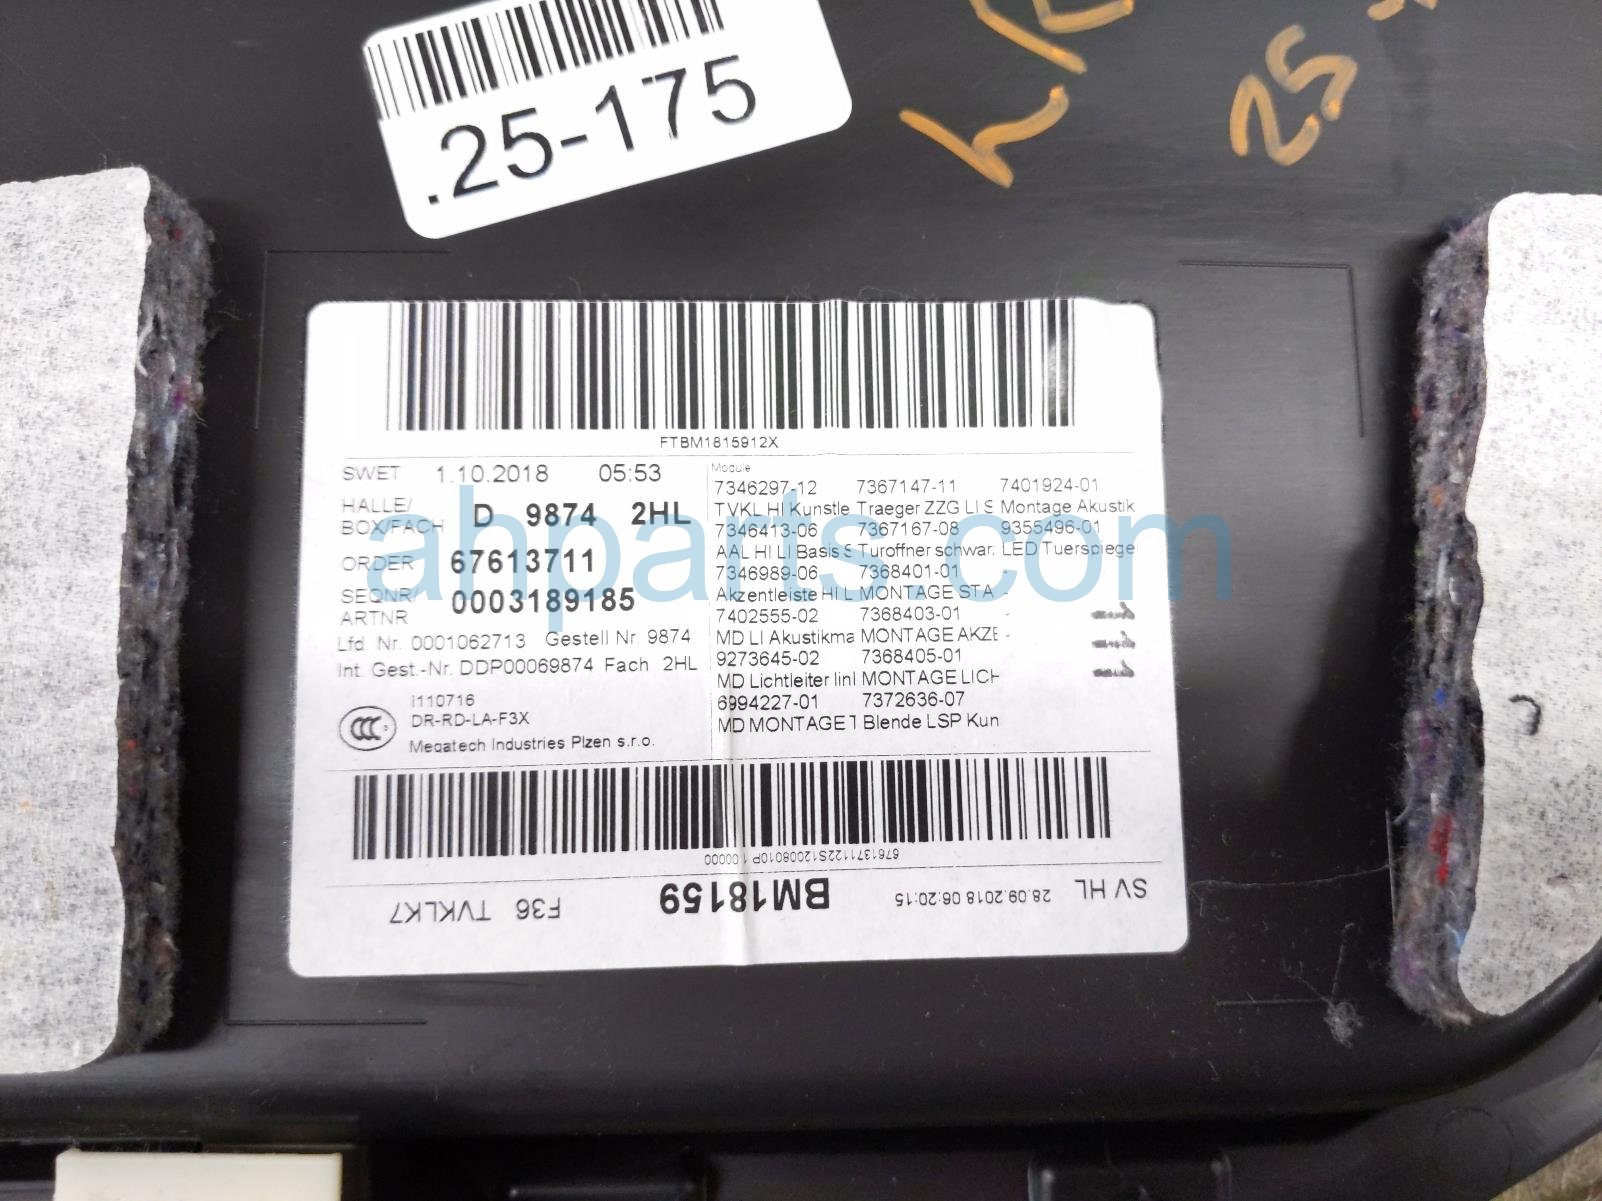 .25-175
25
FTBM1815912X
SWET 1.10.2018 05:53
HALLE/
BOX/FACH D 9874 2HL
ORDER 67613711
SEQNR/
ARTNR 0003189185
Lfd. Nr. 0001062713 Gestell Nr. 9874
Int. Gest.-Nr. DDP00069874 Fach 2HL
I110716
DR-RD-LA-F3X
Megatech Industries Plzen s.r.o.
CCC
Module
7346297-12 7367147-11 7401924-01
TVKL HI Kunstle Traeger ZZG LI S Montage Akustik
7346413-06 7367167-08 9355496-01
AAL HI LI Basis S Turoffner schwar. LED Tuerspiege
7346989-06 7368401-01 -
Akzentleiste HI L MONTAGE STA -
7402555-02 7368403-01
MD LI Akustikma MONTAGE AKZE -
9273645-02 7368405-01
MD Lichtleiter linl MONTAGE LICH
6994227-01 7372636-07
MD MONTAGE T Blende LSP Kun
6761371122S12008010P 1.00000
SV HL 28.09.2018 06:20:15 BM18159 F36 TVKLK7
ahparts.com